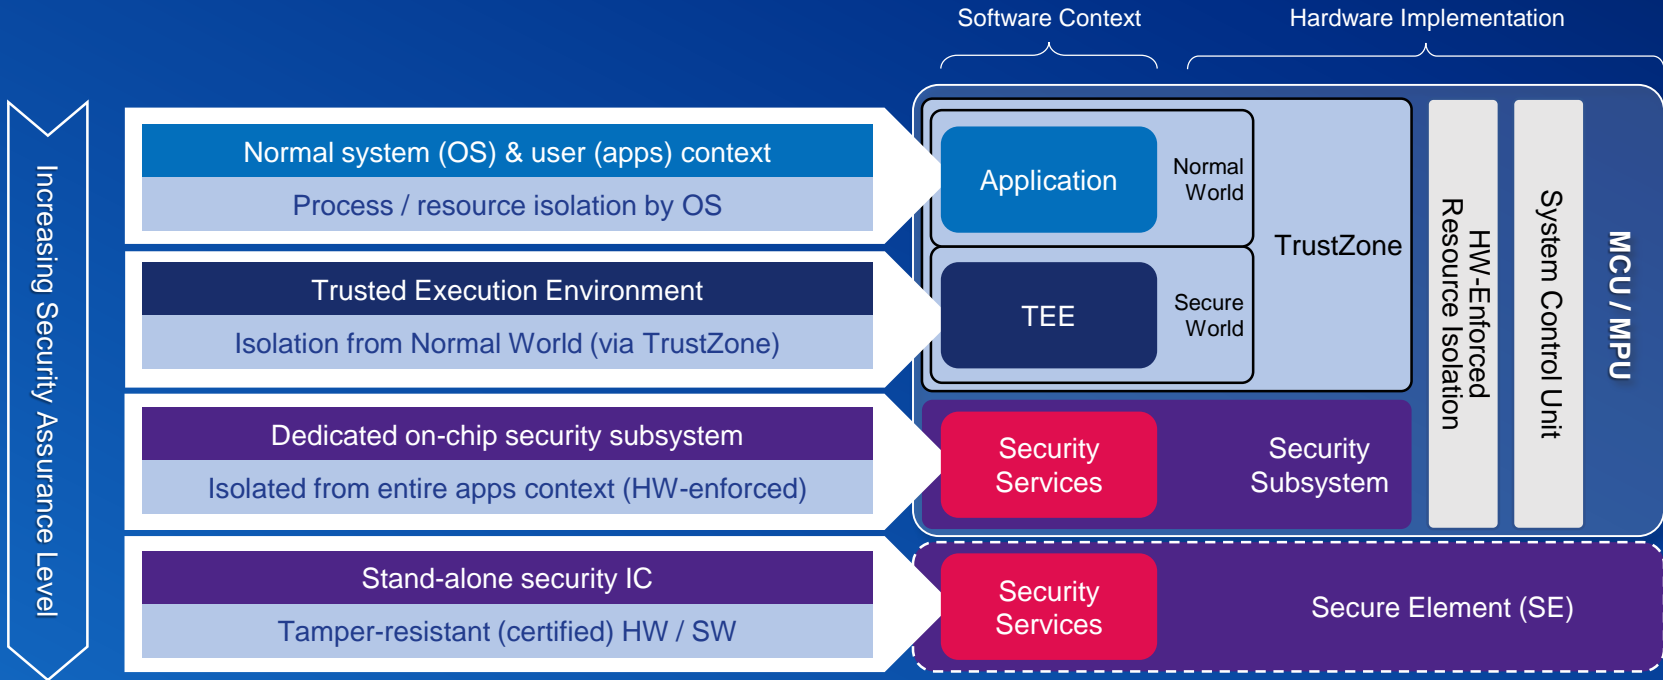 Software Context
Hardware Implementation
Increasing Security Assurance Level
Normal system (OS) & user (apps) context
Process / resource isolation by OS
Application
Normal
World
Trusted Execution Environment
Isolation from Normal World (via TrustZone)
TEE
Secure
World
TrustZone
HW-Enforced
Resource Isolation
System Control Unit
MCU / MPU
Dedicated on-chip security subsystem
Isolated from entire apps context (HW-enforced)
Security
Services
Security
Subsystem
Stand-alone security IC
Tamper-resistant (certified) HW / SW
Security
Services
Secure Element (SE)